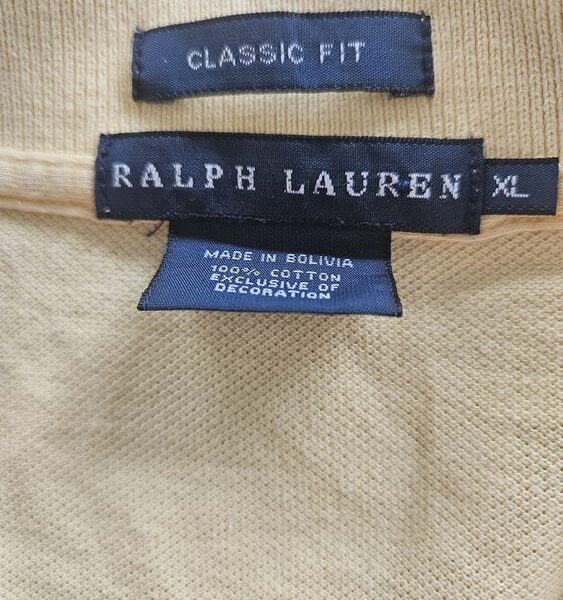 CLASSIC FIT
RALPH LAUREN XL
MADE IN BOLIVIA
100% COTTON
EXCLUSIVE OF
DECORATION